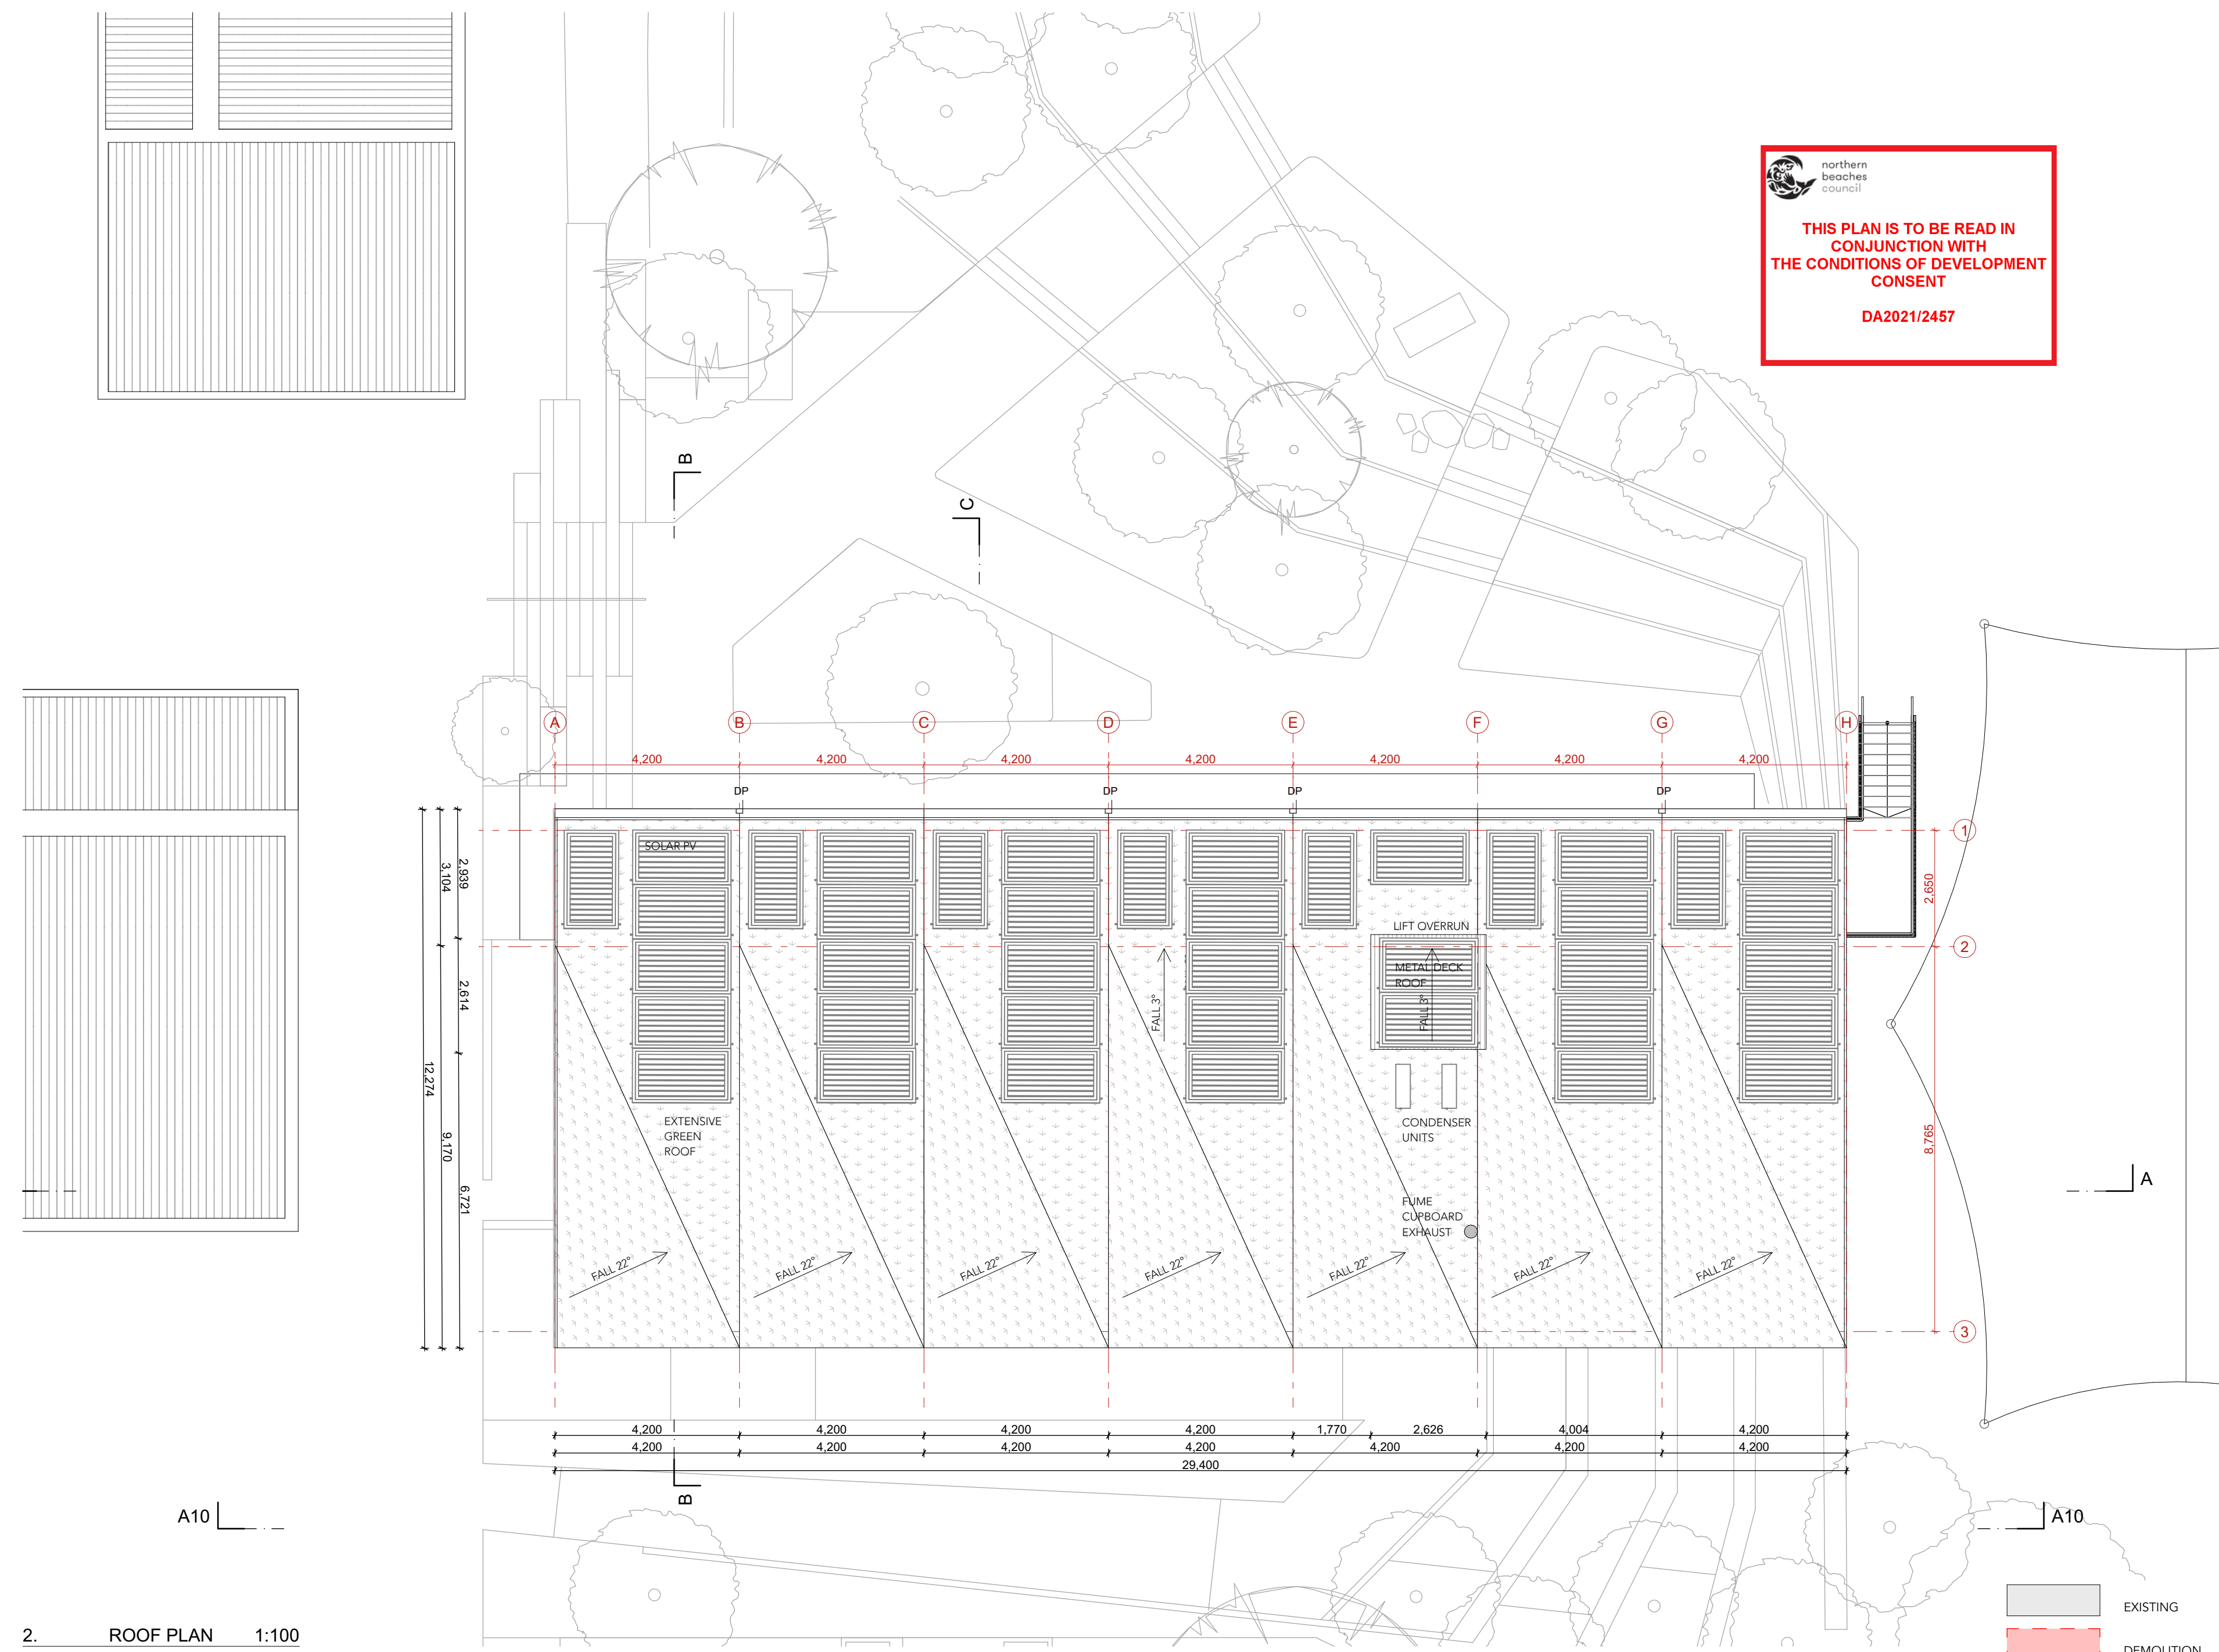 northern
beaches
council
THIS PLAN IS TO BE READ IN
CONJUNCTION WITH
THE CONDITIONS OF DEVELOPMENT
CONSENT
DA2021/2457
B
C
A B C D E F G H
4,200 4,200 4,200 4,200 4,200 4,200 4,200
DP DP DP DP
1
SOLAR PV
2,939
3,104
2,650
LIFT OVERRUN
2
METAL DECK
ROOF
FALL 3°
FALL 3°
2,614
12,274
9,170
6,721
8,765
EXTENSIVE
GREEN
ROOF
CONDENSER
UNITS
A
FUME
CUPBOARD
EXHAUST
FALL 22° FALL 22° FALL 22° FALL 22° FALL 22° FALL 22° FALL 22°
3
4,200 4,200 4,200 4,200 1,770 2,626 4,004 4,200
4,200 4,200 4,200 4,200 4,200 4,200 4,200
29,400
B
A10
A10
EXISTING
2. ROOF PLAN 1:100
DEMOLITION